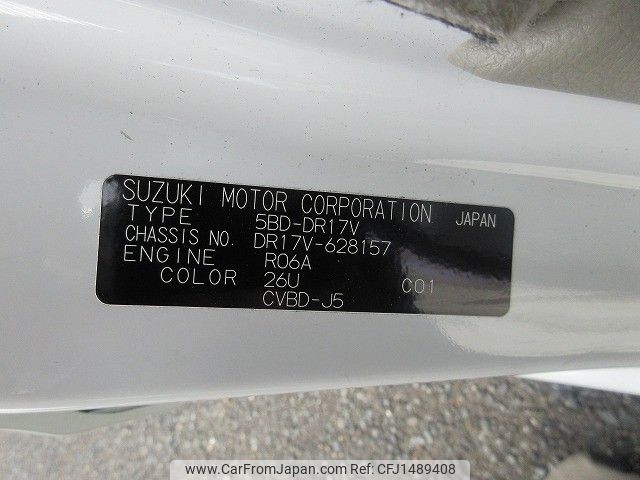 SUZUKI MOTOR CORPORATION JAPAN
TYPE 5BD-DR17V
CHASSIS NO. DR17V-628157
ENGINE R06A
COLOR 26U C01
CVBD-J5
www.CarFromJapan.com - CFJ1489408